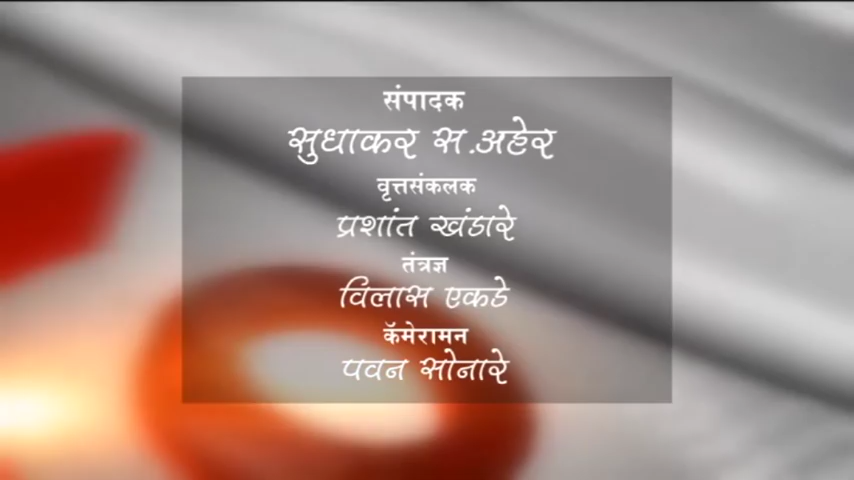 संपादक
सुधाकर स.अहेर
वृत्तसंकलक
प्रशांत खंडारे
तंत्रज्ञ
विलास एकडे
कॅमेरामन
पवन सोनारे